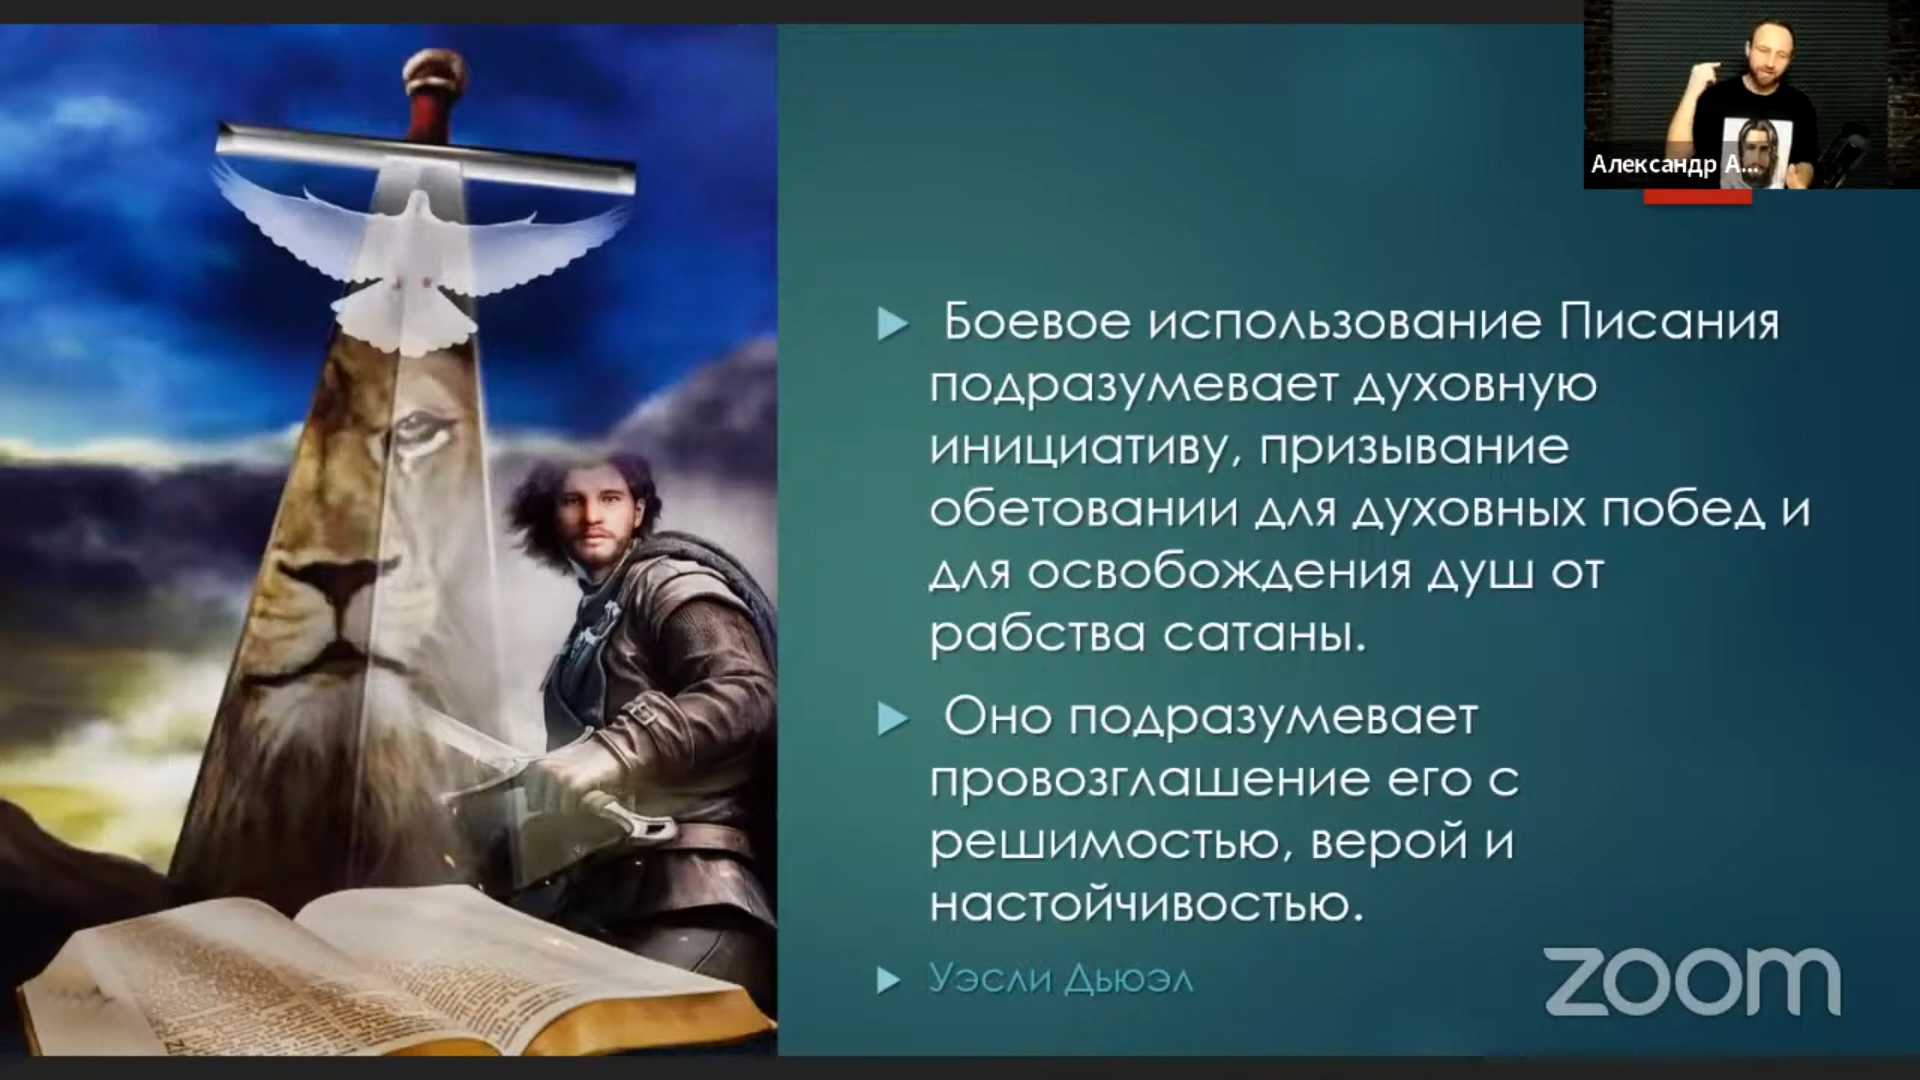 Александр А...
Боевое использование Писания
подразумевает духовную
инициативу, призывание
обетовании для духовных побед и
для освобождения душ от
рабства сатаны.
Оно подразумевает
провозглашение его с
решимостью, верой и
настойчивостью.
Уэсли Дьюэл
zoom